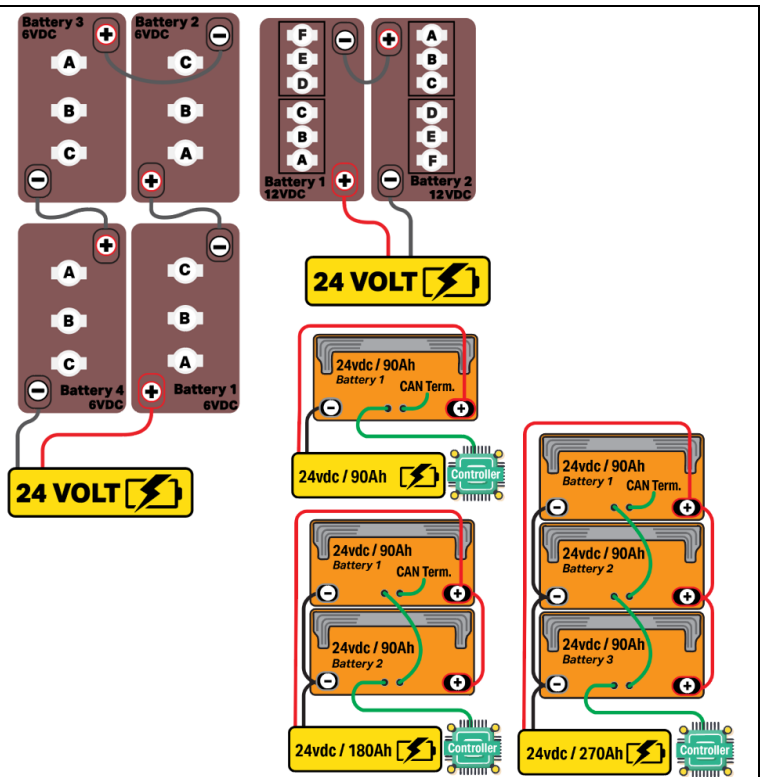 Battery 3
6VDC
+
Battery 2
6VDC
-
A
B
C
-
C
B
A
+
+
A
B
C
-
Battery 4
6VDC
-
C
B
A
+
Battery 1
6VDC
24 VOLT
F
E
D
C
B
A
-
Battery 1
12VDC
+
+
A
B
C
D
E
F
-
Battery 2
12VDC
24 VOLT
24vdc / 90Ah
Battery 1
CAN Term.
-
+
24vdc / 90Ah
Controller
24vdc / 90Ah
Battery 1
CAN Term.
-
+
24vdc / 90Ah
Battery 2
-
+
24vdc / 180Ah
Controller
24vdc / 90Ah
Battery 1
CAN Term.
-
+
24vdc / 90Ah
Battery 2
-
+
24vdc / 90Ah
Battery 3
-
+
24vdc / 270Ah
Controller